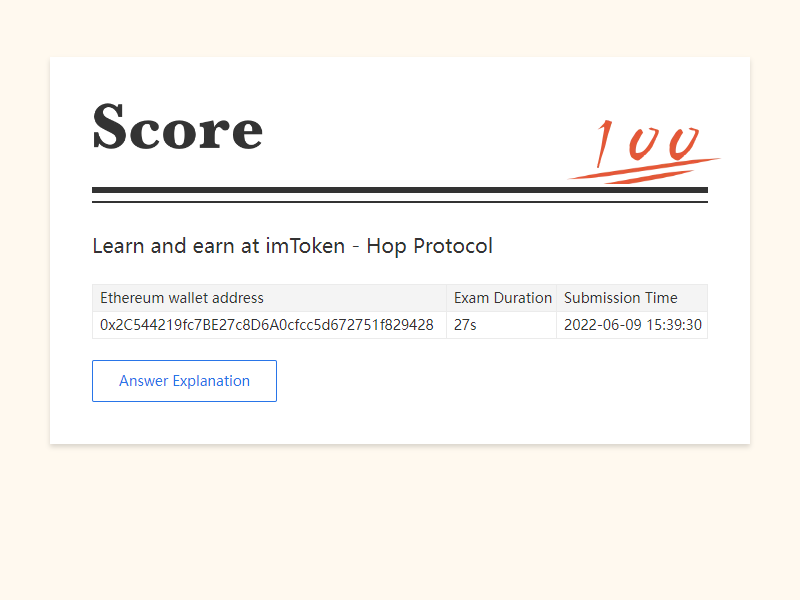 Score
100
Learn and earn at imToken - Hop Protocol
Ethereum wallet address Exam Duration Submission Time
0x2C544219fc7BE27c8D6A0cfcc5d672751f829428 27s 2022-06-09 15:39:30
Answer Explanation